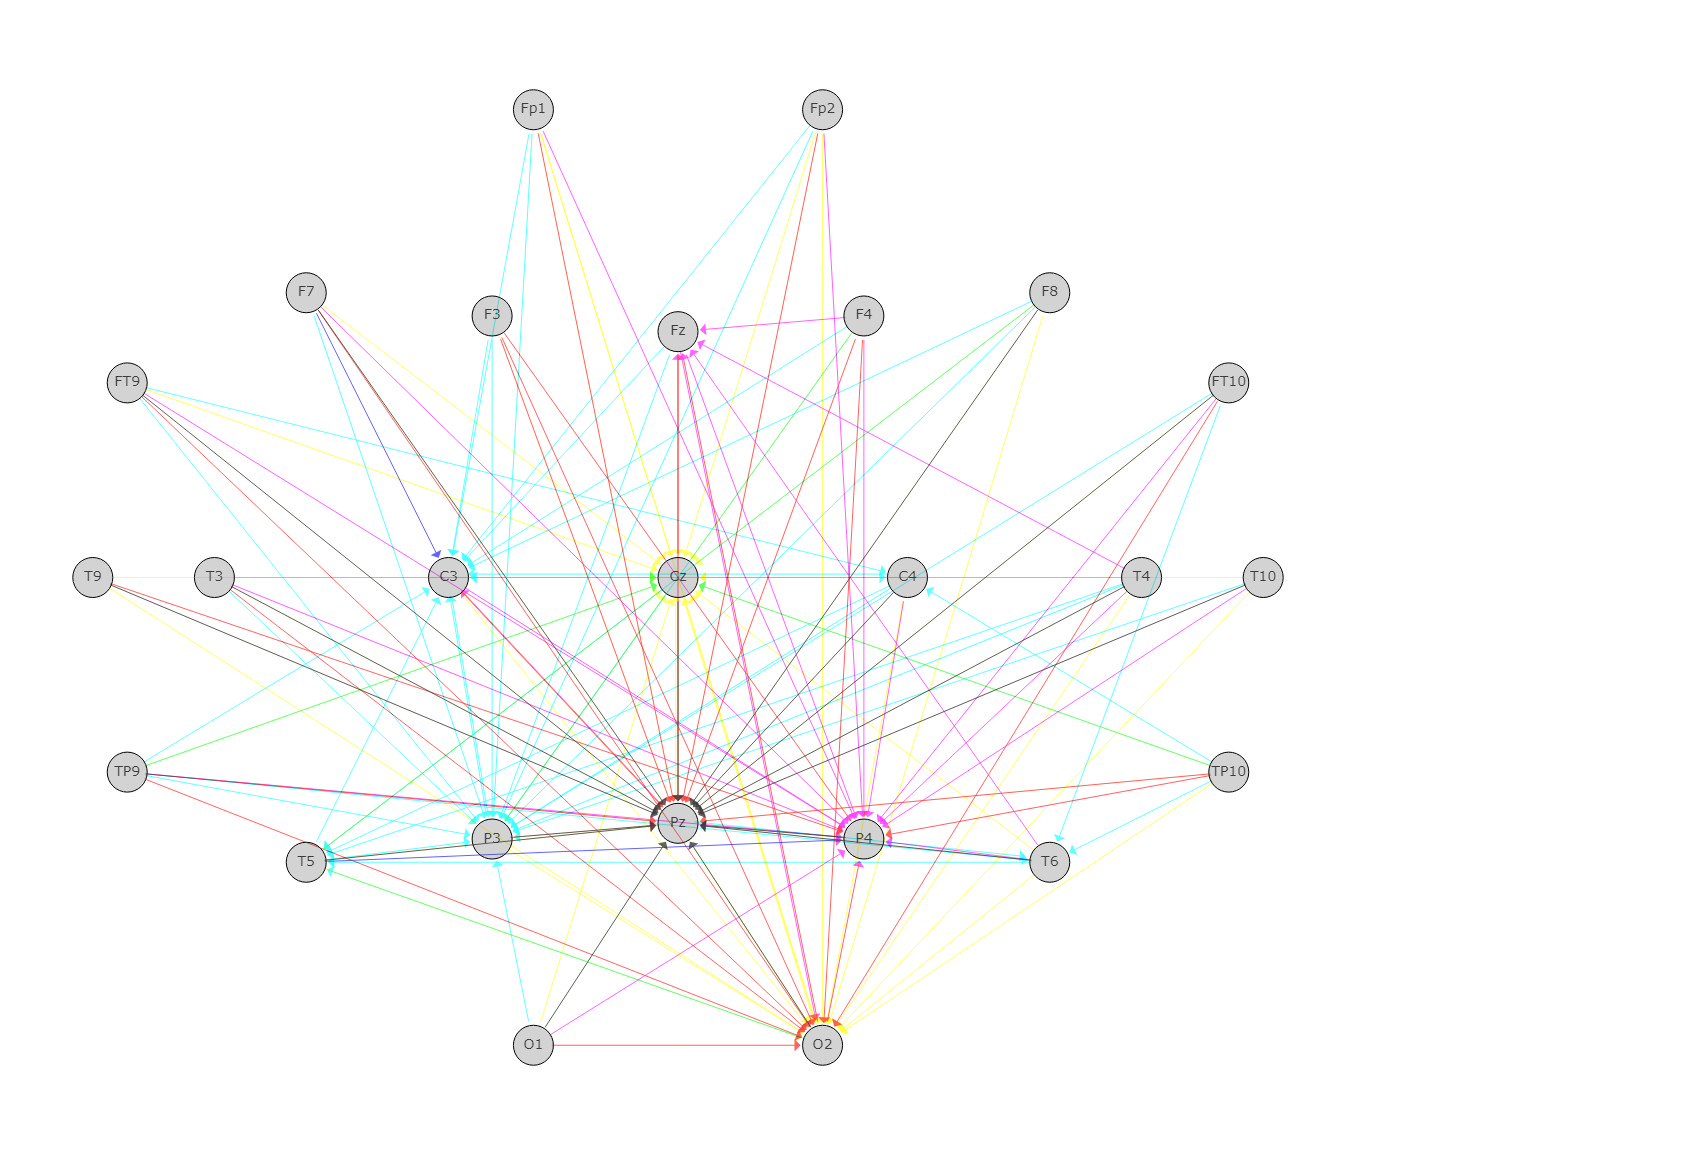 Fp1 Fp2
F7 F3 Fz F4 F8
FT9 FT10
T9 T3 C3 Cz C4 T4 T10
TP9 TP10
T5 P3 Pz P4 T6
O1 O2